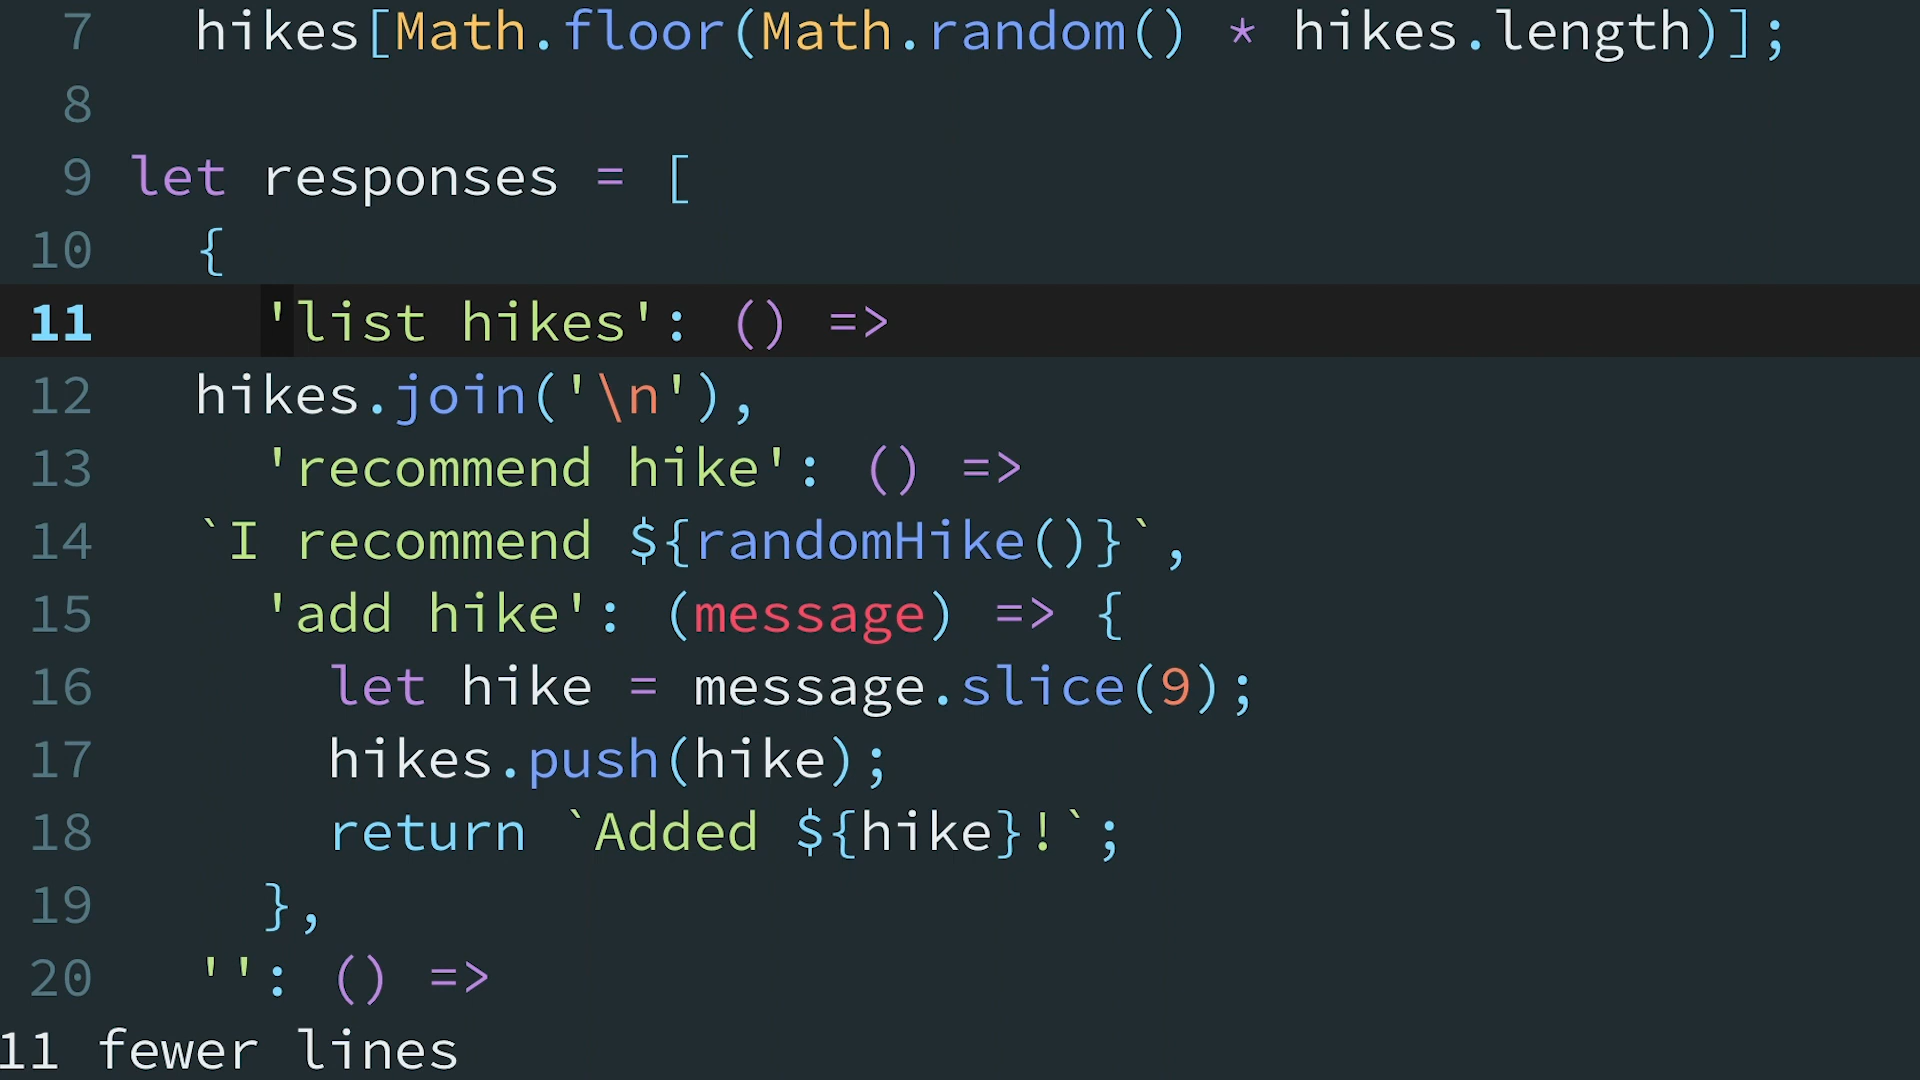 7 hikes[Math.floor(Math.random() * hikes.length)];
8
9 let responses = [
10 {
11 'list hikes': () =>
12 hikes.join('\n'),
13 'recommend hike': () =>
14 `I recommend ${randomHike()}`,
15 'add hike': (message) => {
16 let hike = message.slice(9);
17 hikes.push(hike);
18 return `Added ${hike}!`;
19 },
20 '': () =>
11 fewer lines